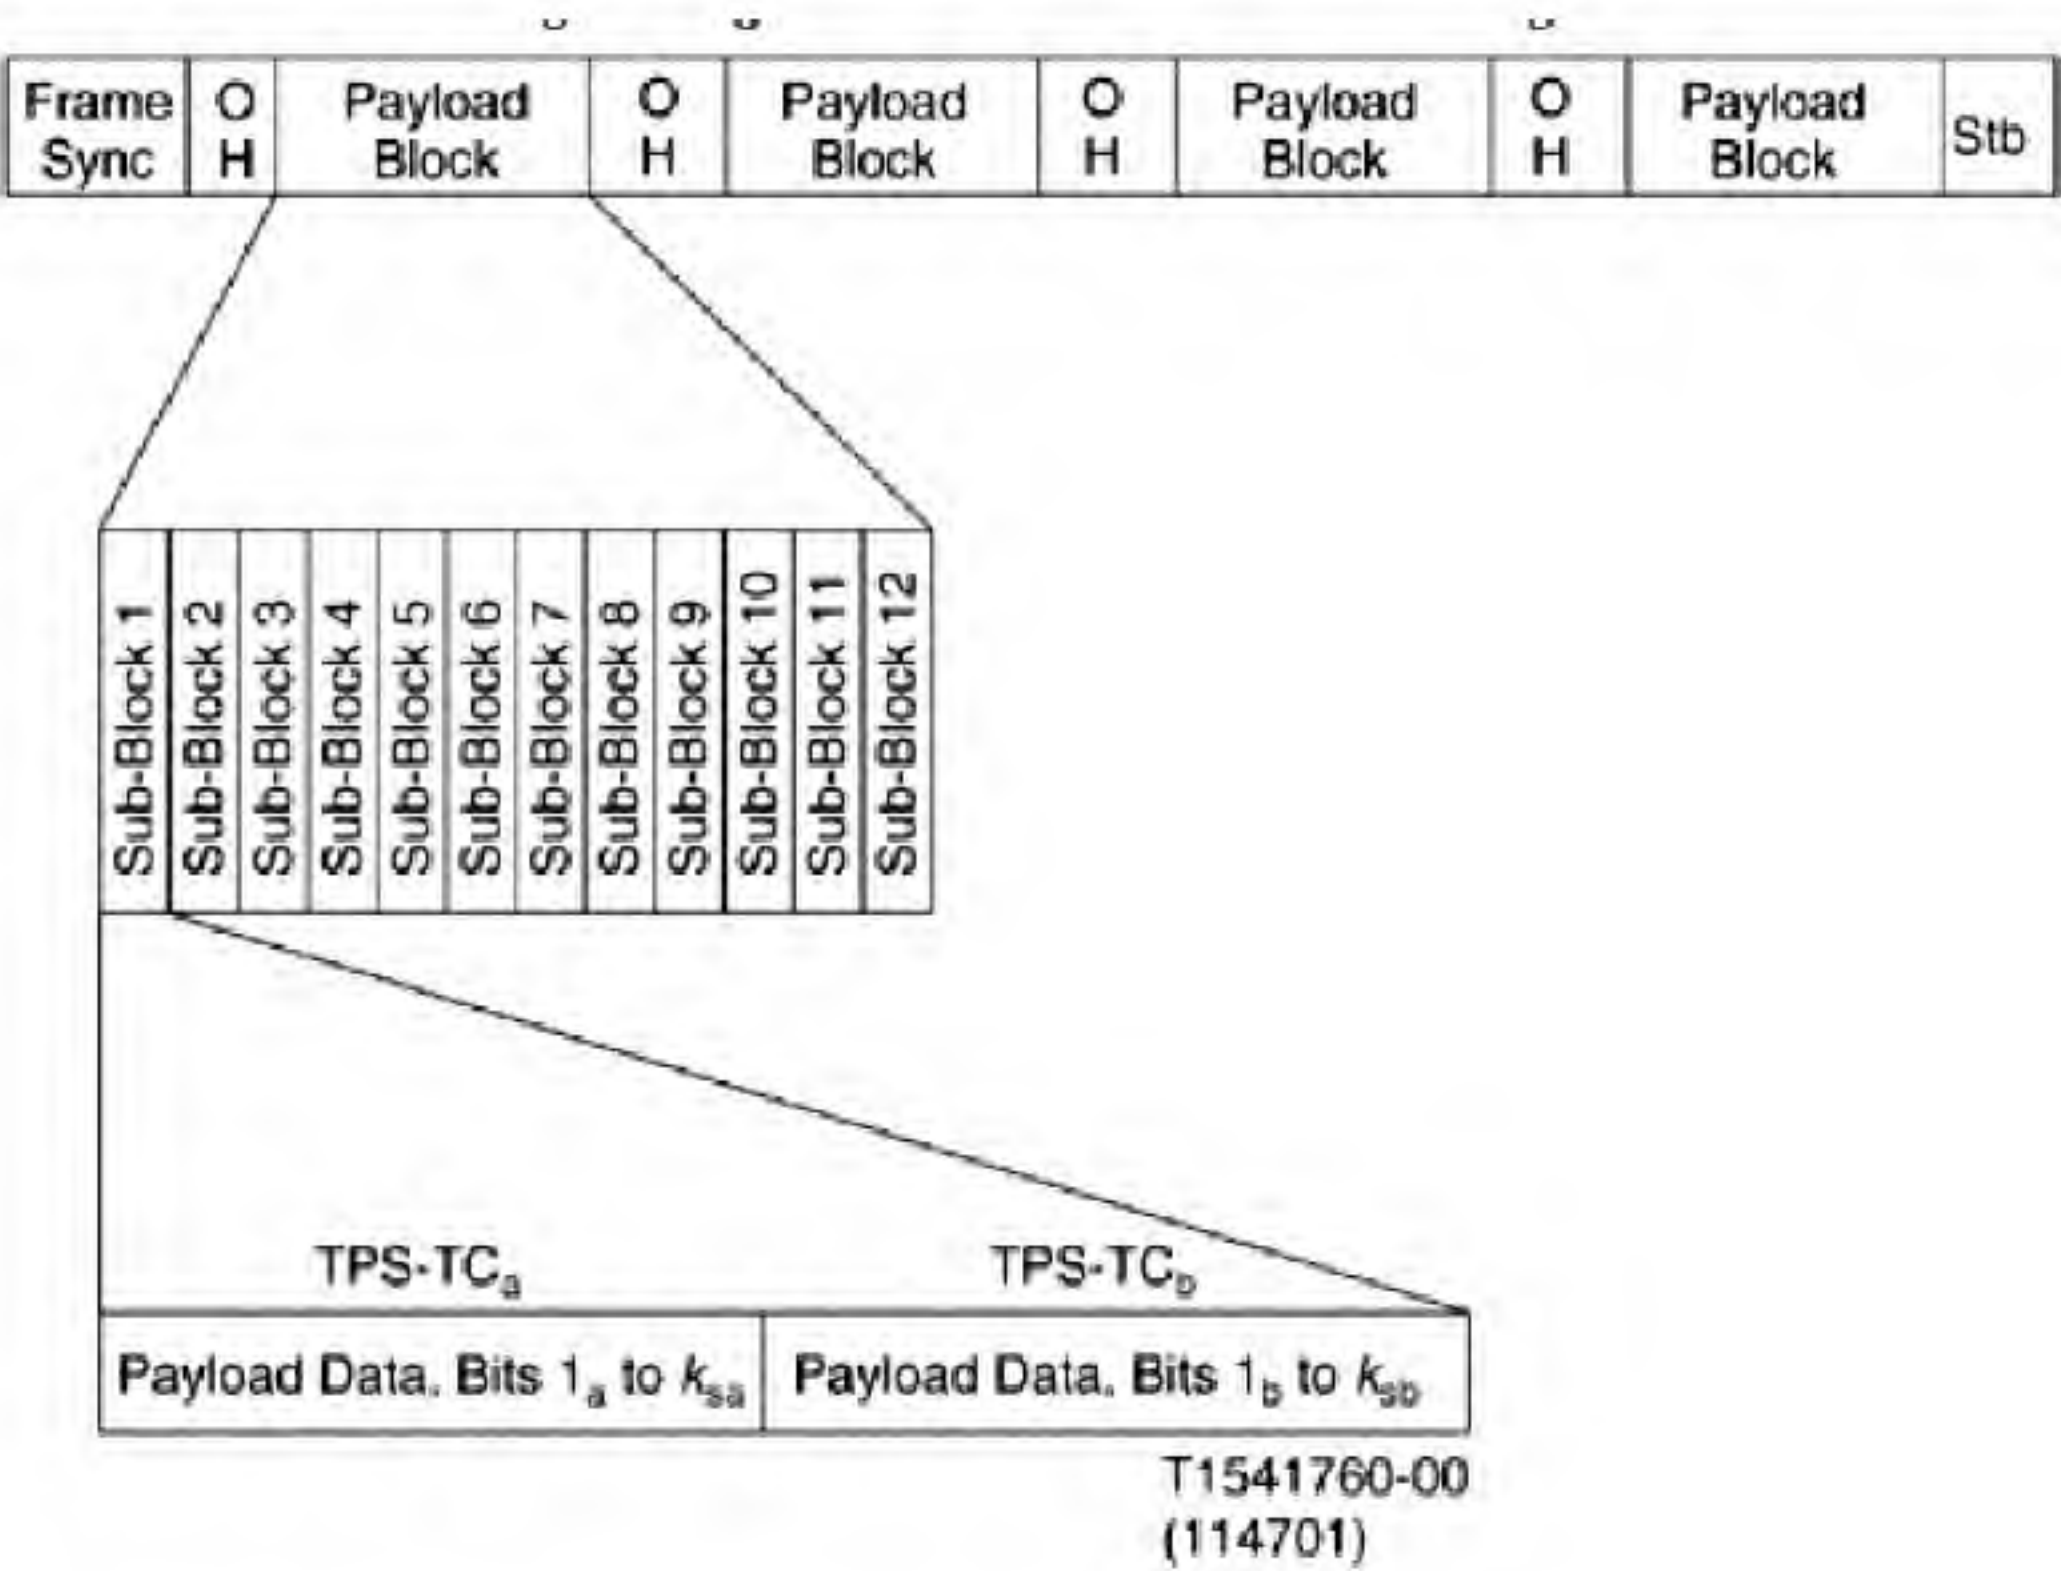 Frame Sync
O H
Payload Block
O H
Payload Block
O H
Payload Block
O H
Payload Block
Stb
Sub-Block 1
Sub-Block 2
Sub-Block 3
Sub-Block 4
Sub-Block 5
Sub-Block 6
Sub-Block 7
Sub-Block 8
Sub-Block 9
Sub-Block 10
Sub-Block 11
Sub-Block 12
TPS-TCa
TPS-TCb
Payload Data. Bits 1a to ksa
Payload Data. Bits 1b to ksb
T1541760-00
(114701)